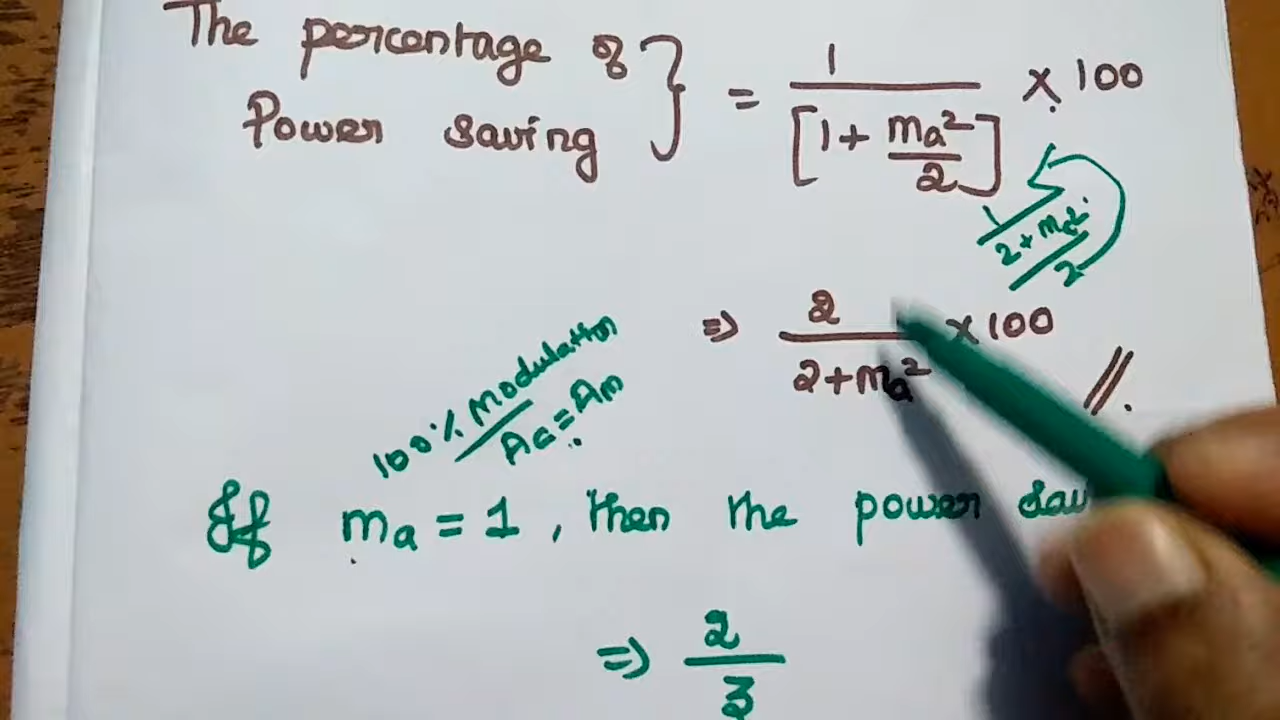 The percentage of } = 1 / [1 + ma²/2] × 100
Power saving
1 / 2 + ma² / 2
⇒ 2 / 2 + ma² × 100 //.
100% Modulation
Ac = Am
If ma = 1, then the power
⇒ 2 / 3